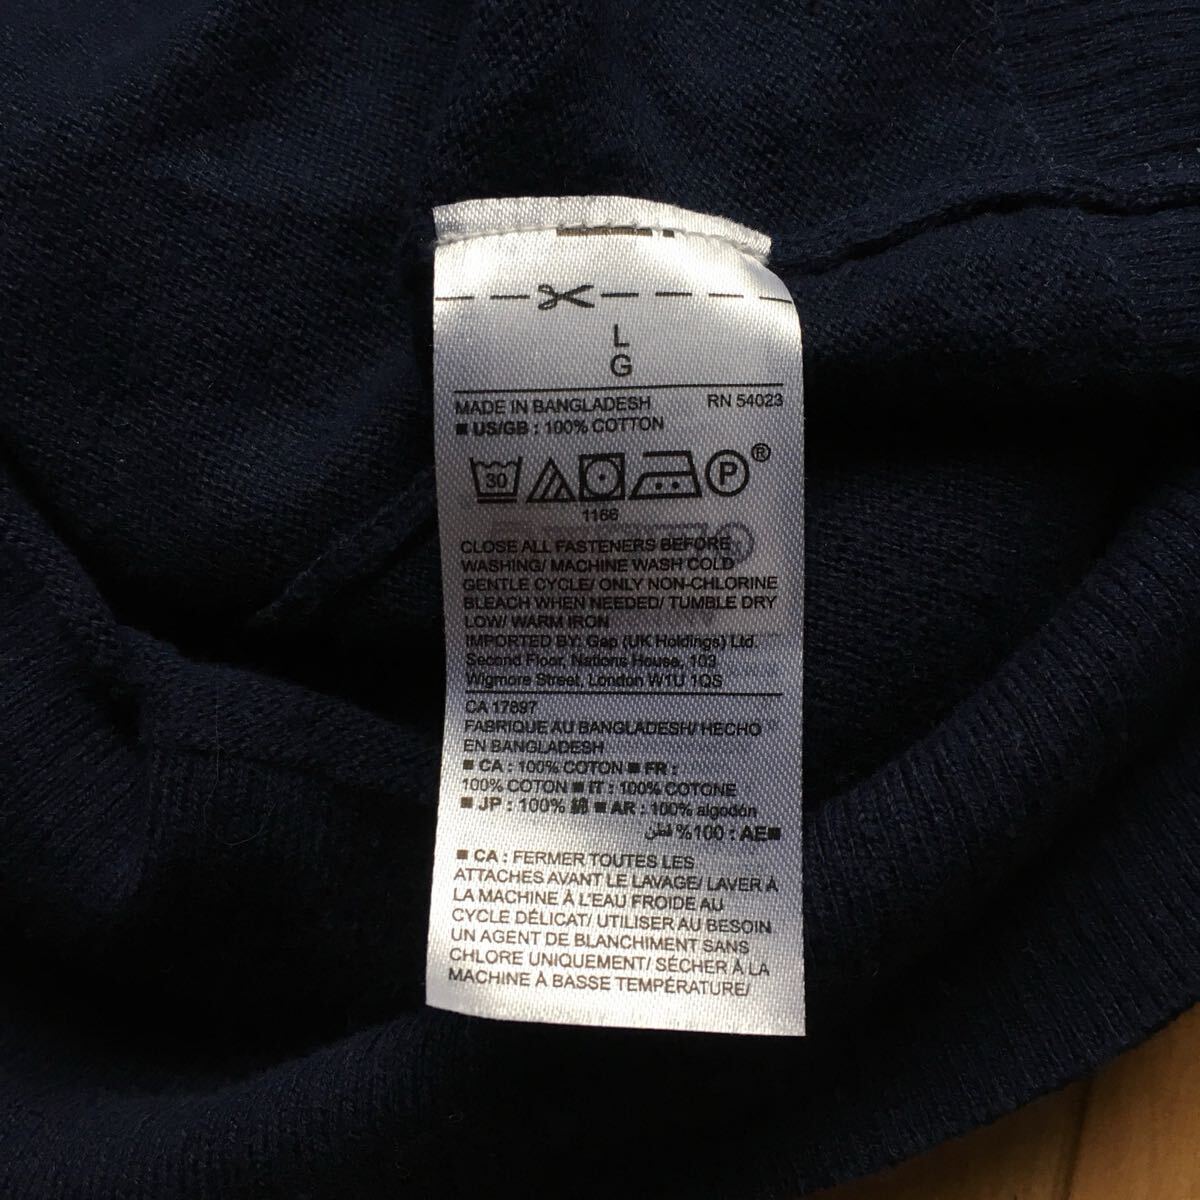 L
G
MADE IN BANGLADESH RN 54023
■ US/GB : 100% COTTON
30 P®
1166
CLOSE ALL FASTENERS BEFORE
WASHING/ MACHINE WASH COLD
GENTLE CYCLE/ ONLY NON-CHLORINE
BLEACH WHEN NEEDED/ TUMBLE DRY
LOW/ WARM IRON
IMPORTED BY: Gap (UK Holdings) Ltd.
Second Floor, Nations House, 103
Wigmore Street, London W1U 1QS
CA 17897
FABRIQUE AU BANGLADESH/ HECHO
EN BANGLADESH
■ CA : 100% COTON ■ FR :
100% COTON ■ IT : 100% COTONE
■ JP : 100% 綿 ■ AR : 100% algodón
■AE : 100% قطن
■ CA : FERMER TOUTES LES
ATTACHES AVANT LE LAVAGE/ LAVER À
LA MACHINE À L'EAU FROIDE AU
CYCLE DÉLICAT/ UTILISER AU BESOIN
UN AGENT DE BLANCHIMENT SANS
CHLORE UNIQUEMENT/ SÉCHER À LA
MACHINE À BASSE TEMPÉRATURE/